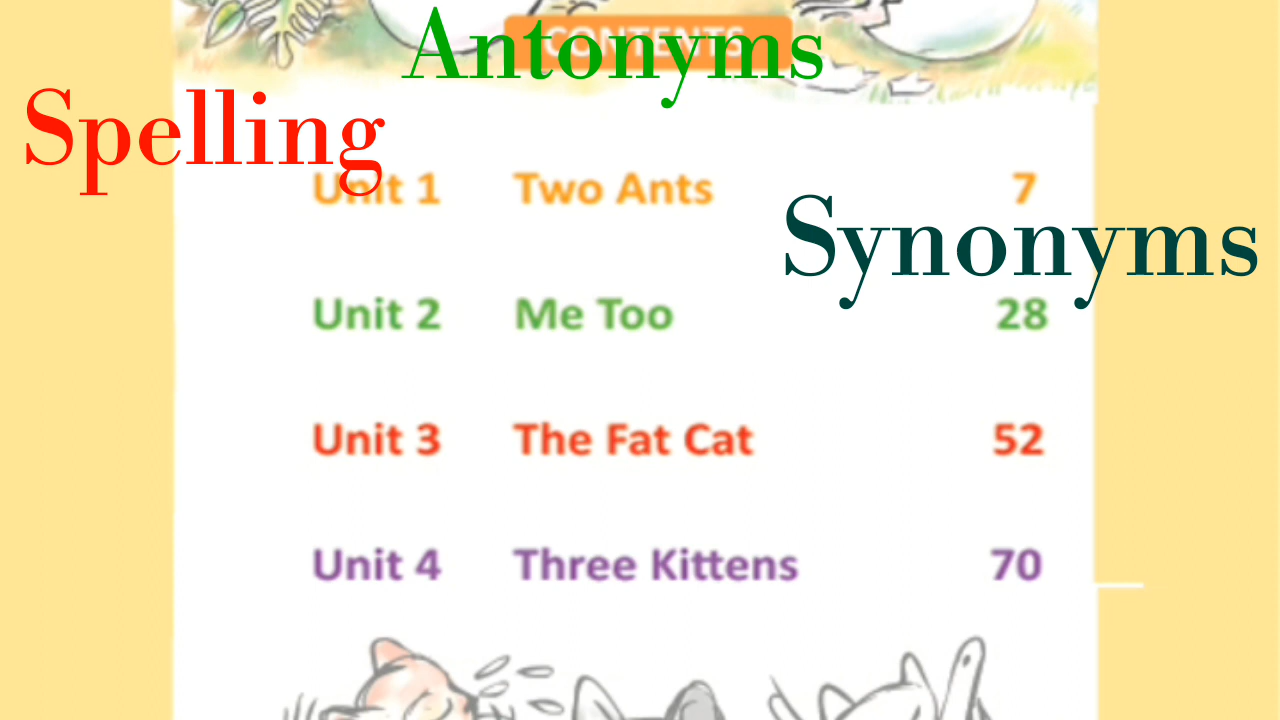 Antonyms
CONTENTS
Spelling
Unit 1 Two Ants 7
Synonyms
Unit 2 Me Too 28
Unit 3 The Fat Cat 52
Unit 4 Three Kittens 70